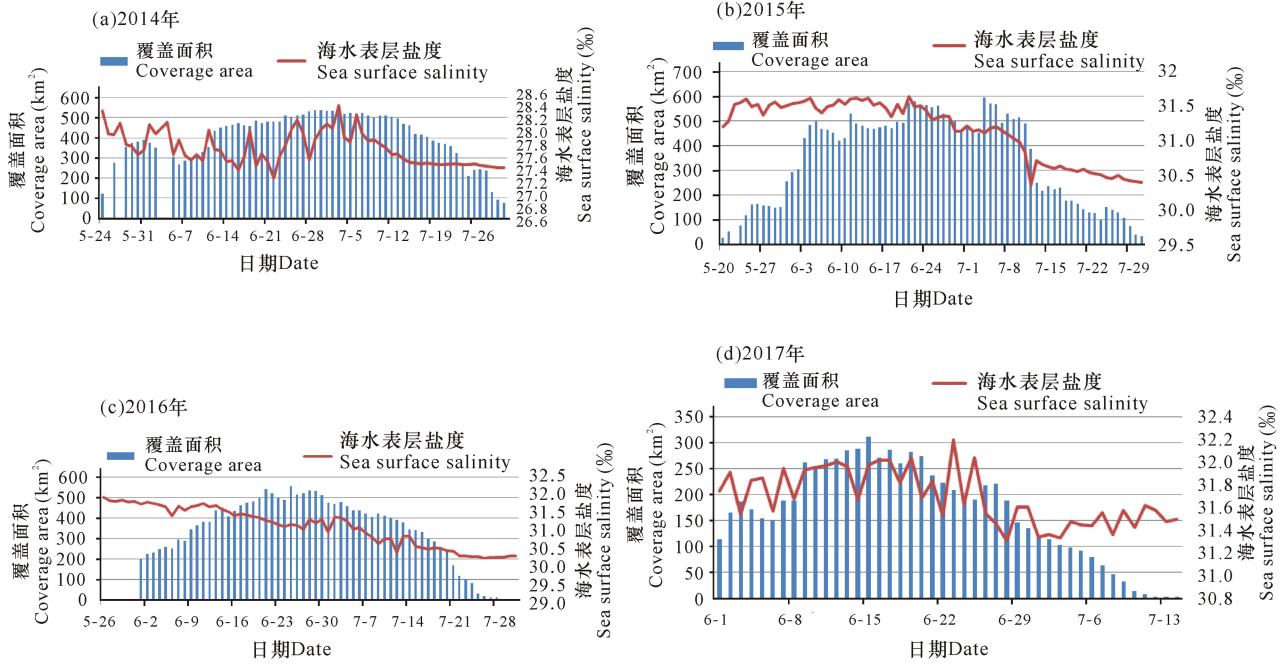 (a)2014年
覆盖面积
Coverage area
海水表层盐度
Sea surface salinity
覆盖面积
Coverage area (km²)
600
500
400
300
200
100
0
28.6
28.4
28.2
28.0
27.8
27.6
27.4
27.2
27.0
26.8
26.6
海水表层盐度
Sea surface salinity (‰)
5-24 5-31 6-7 6-14 6-21 6-28 7-5 7-12 7-19 7-26
日期Date
(b)2015年
覆盖面积
Coverage area
海水表层盐度
Sea surface salinity
覆盖面积
Coverage area (km²)
700
600
500
400
300
200
100
0
32
31.5
31.0
30.5
30.0
29.5
海水表层盐度
Sea surface salinity (‰)
5-20 5-27 6-3 6-10 6-17 6-24 7-1 7-8 7-15 7-22 7-29
日期Date
(c)2016年
覆盖面积
Coverage area
海水表层盐度
Sea surface salinity
覆盖面积
Coverage area (km²)
600
500
400
300
200
100
0
32.5
32.0
31.5
31.0
30.5
30.0
29.5
29.0
海水表层盐度
Sea surface salinity (‰)
5-26 6-2 6-9 6-16 6-23 6-30 7-7 7-14 7-21 7-28
日期Date
(d)2017年
覆盖面积
Coverage area
海水表层盐度
Sea surface salinity
覆盖面积
Coverage area (km²)
350
300
250
200
150
100
50
0
32.4
32.2
32.0
31.8
31.6
31.4
31.2
31.0
30.8
海水表层盐度
Sea surface salinity (‰)
6-1 6-8 6-15 6-22 6-29 7-6 7-13
日期Date